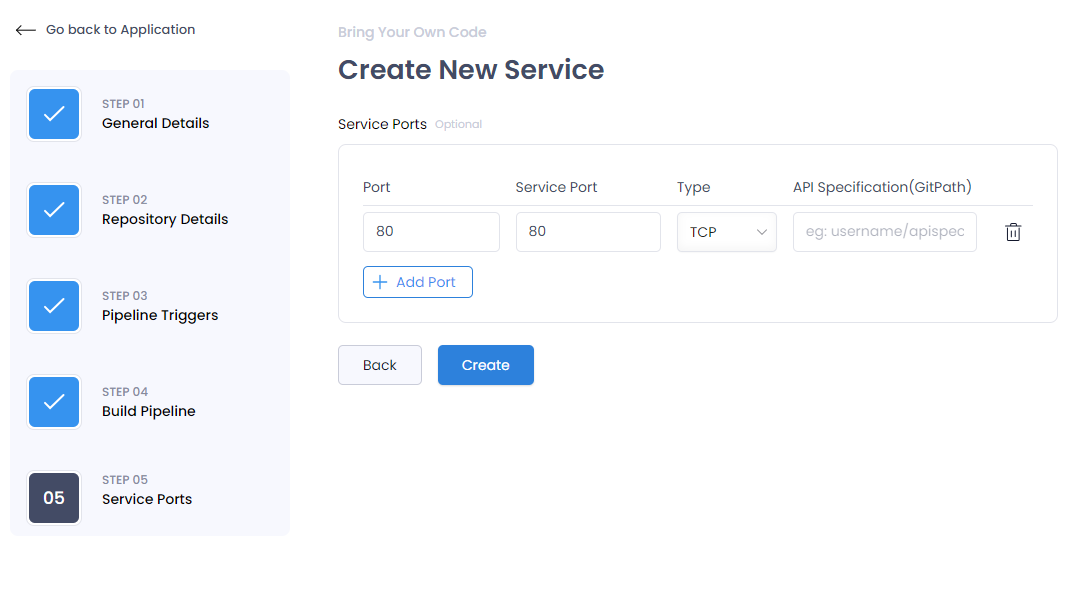 Go back to Application
STEP 01
General Details
STEP 02
Repository Details
STEP 03
Pipeline Triggers
STEP 04
Build Pipeline
05
STEP 05
Service Ports
Bring Your Own Code
Create New Service
Service Ports Optional
Port Service Port Type API Specification(GitPath)
80 80 TCP eg: username/apispec
Add Port
Back Create